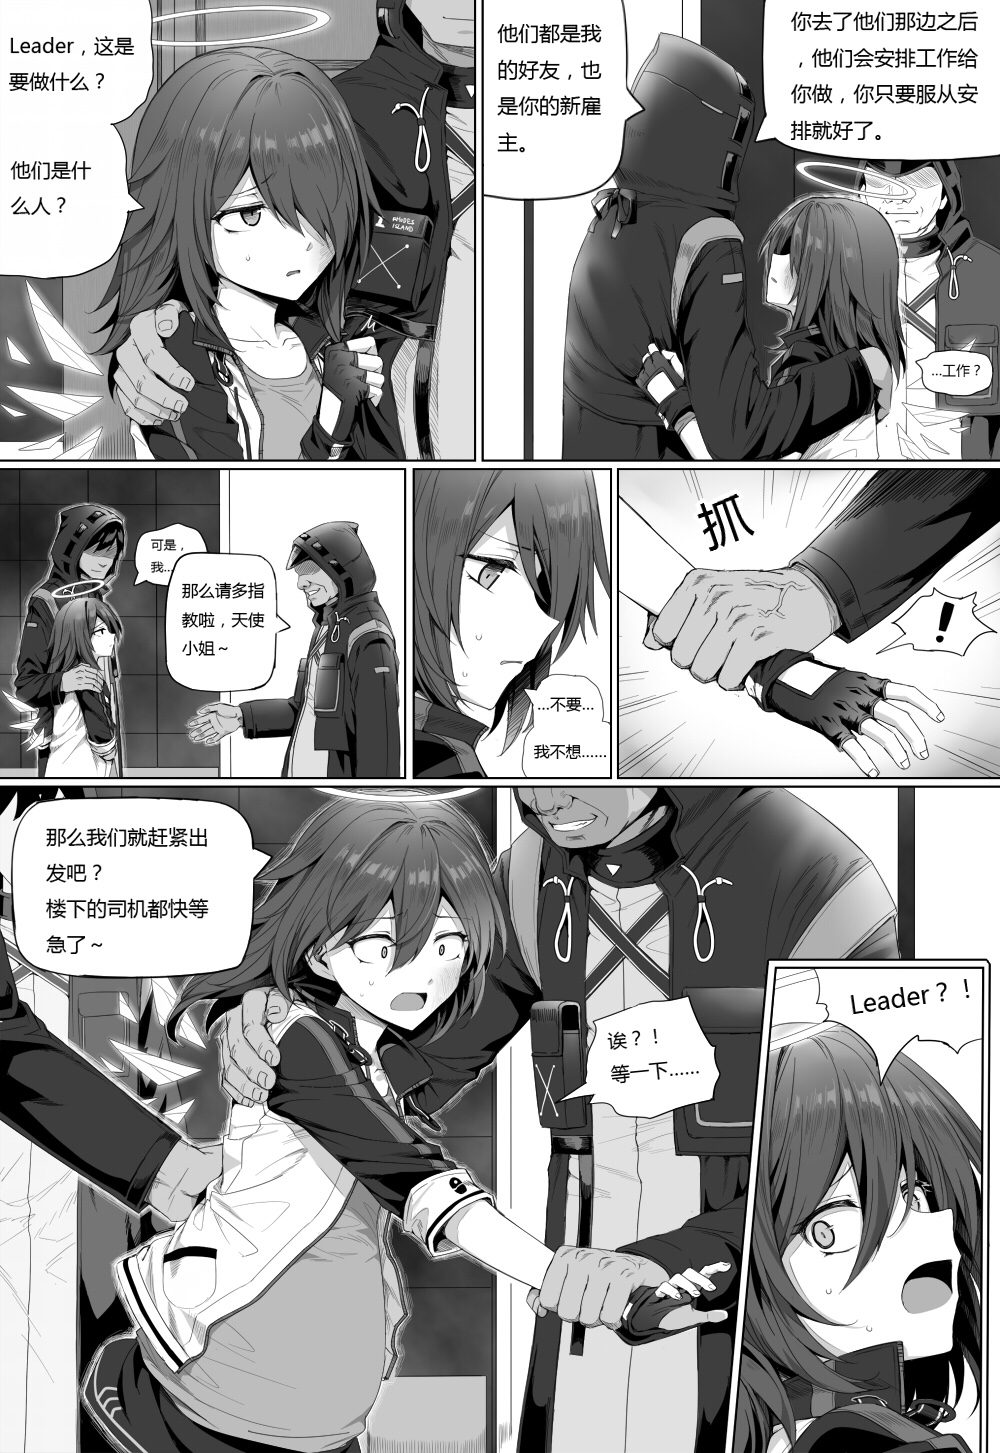 Leader，这是
要做什么？
他们是什
么人？
RHODES
ISLAND
他们都是我
的好友，也
是你的新雇
主。
你去了他们那边之后
，他们会安排工作给
你做，你只要服从安
排就好了。
...工作？
可是，
我...
那么请多指
教啦，天使
小姐～
...不要...
我不想......
抓
！
那么我们就赶紧出
发吧？
楼下的司机都快等
急了～
诶？！
等一下......
Leader？！